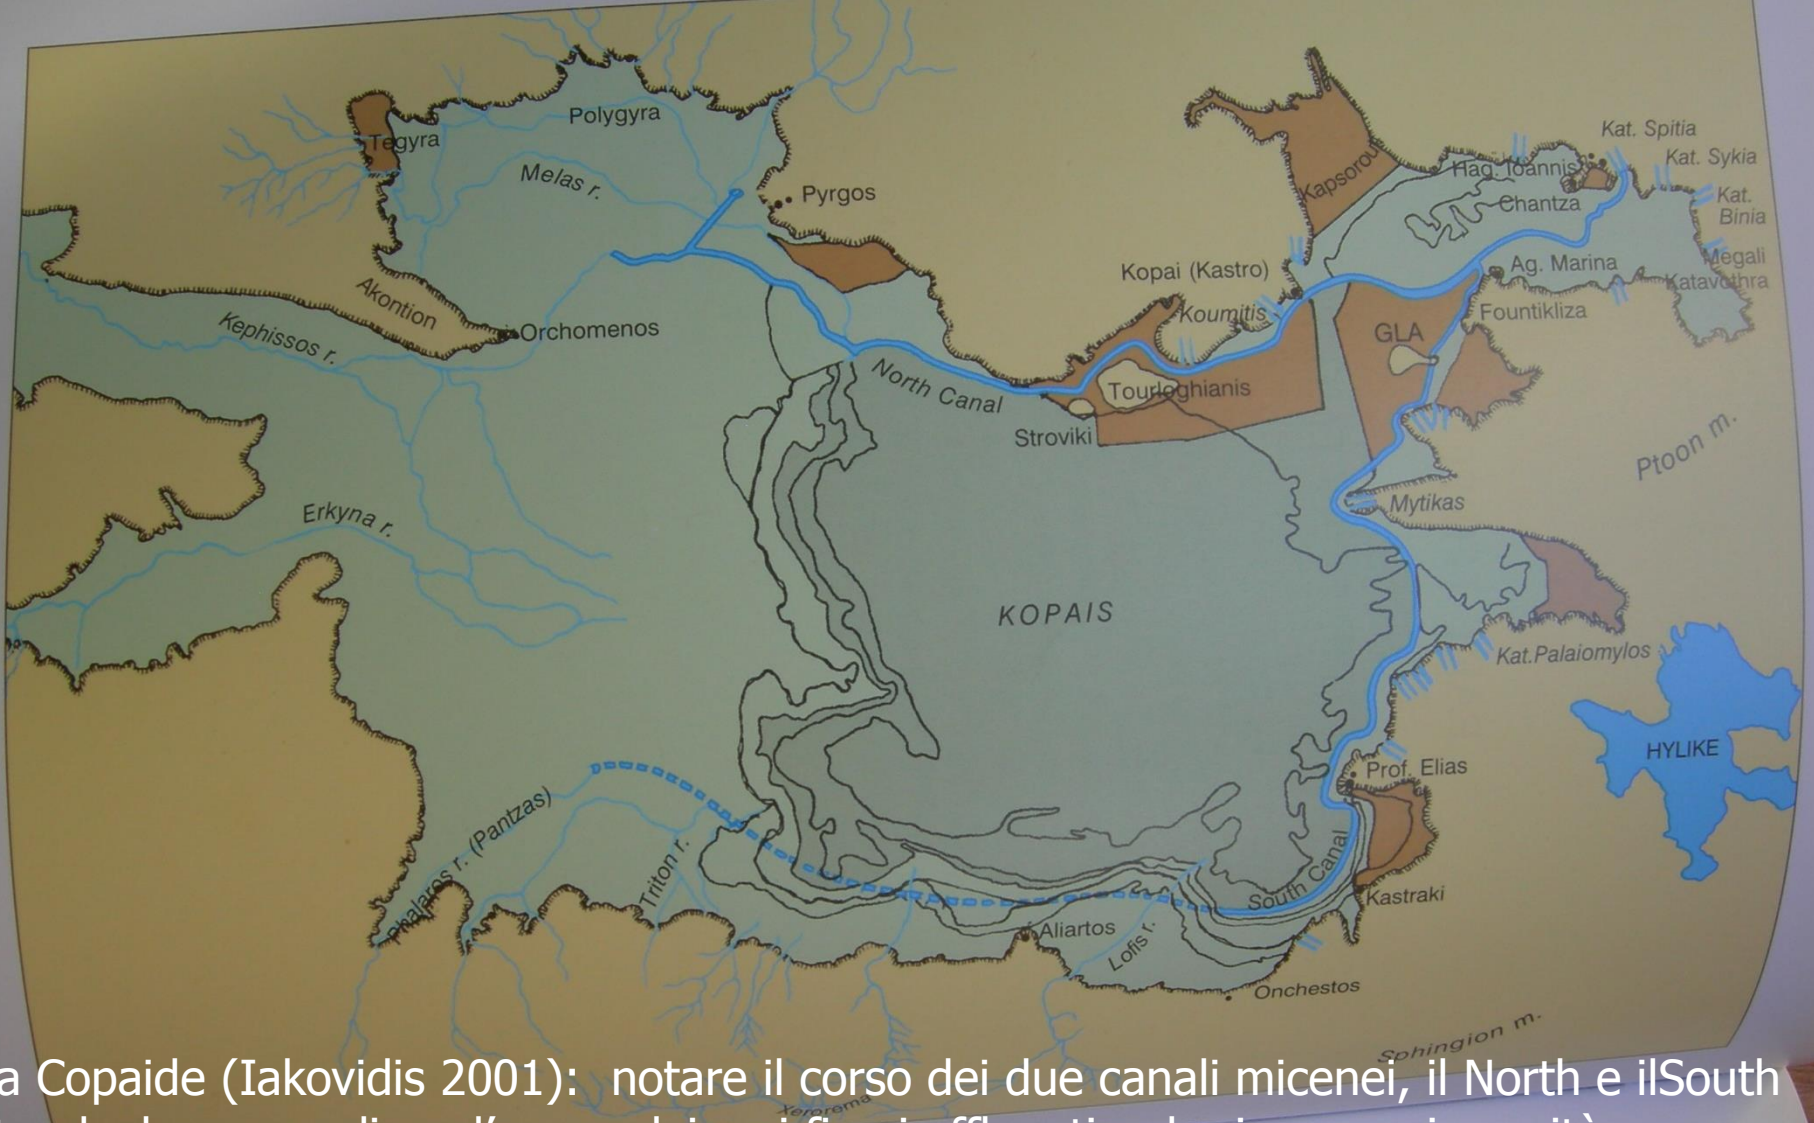 Polygyra
Tegyra
Melas r.
Pyrgos
Akontion
Orchomenos
Kephissos r.
Erkyna r.
North Canal
Kopai (Kastro)
Koumitis
Tourloghianis
Stroviki
Kapsorouti
Hag. Ioannis
Chantza
Kat. Spitia
Kat. Sykia
Kat.
Binia
Megali
Katavothra
Ag. Marina
Fountikliza
GLA
Ptoon m.
Mytikas
KOPAIS
Kat.Palaiomylos
HYLIKE
Prof. Elias
South Canal
Kastraki
Phalaros r. (Pantzas)
Triton r.
Aliartos
Lofis r.
Onchestos
Sphingion m.
Xerorema
a Copaide (Iakovidis 2001): notare il corso dei due canali micenei, il North e ilSouth